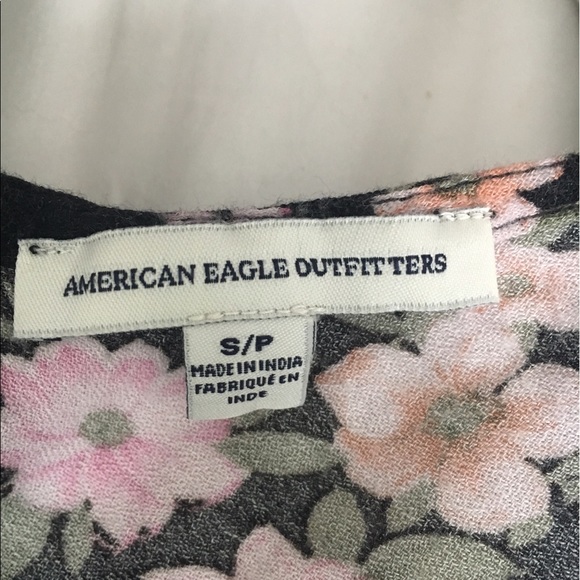 AMERICAN EAGLE OUTFITTERS
S/P
MADE IN INDIA
FABRIQUÉ EN
INDE